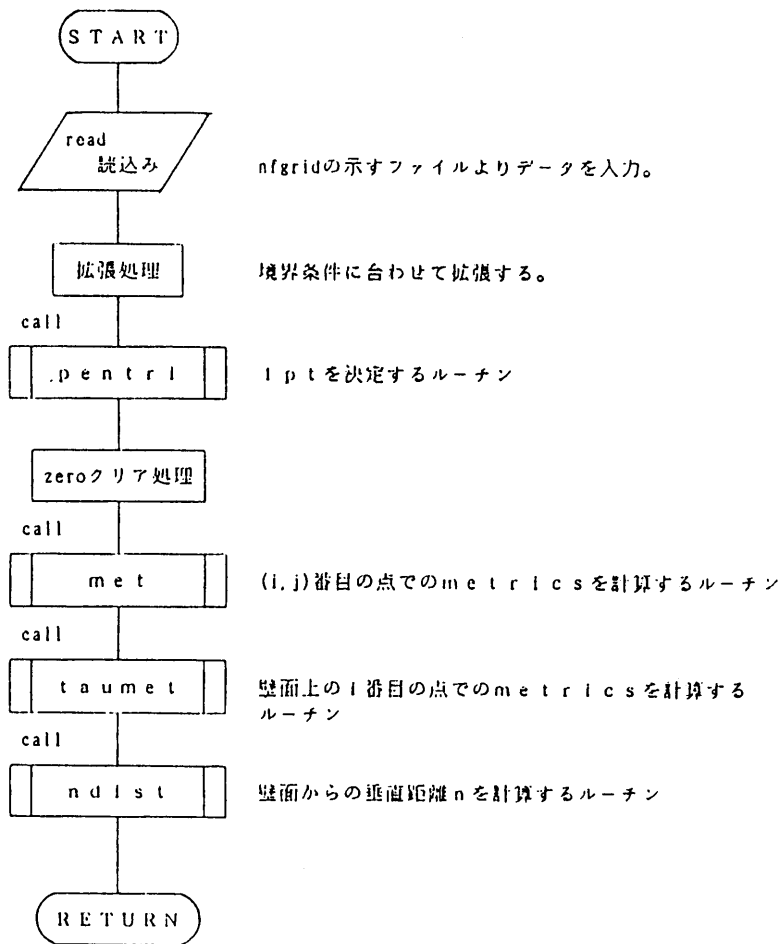 START
read
読込み
nfgridの示すファイルよりデータを入力。
拡張処理
境界条件に合わせて拡張する。
call
pentri
iptを決定するルーチン
zeroクリア処理
call
met
(i,j)番目の点でのmetricsを計算するルーチン
call
taumet
壁面上のi番目の点でのmetricsを計算する
ルーチン
call
ndist
壁面からの垂直距離nを計算するルーチン
RETURN